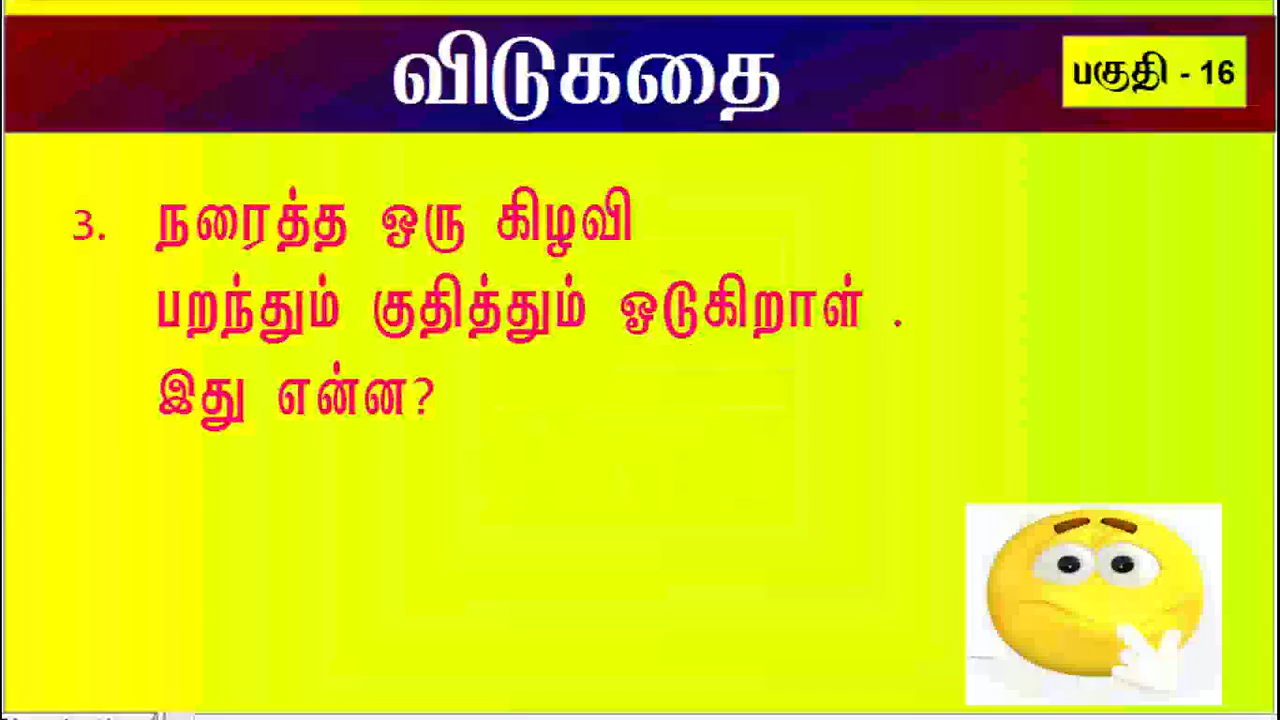 விடுகதை
பகுதி - 16
3. நரைத்த ஒரு கிழவி
பறந்தும் குதித்தும் ஓடுகிறாள் .
இது என்ன?